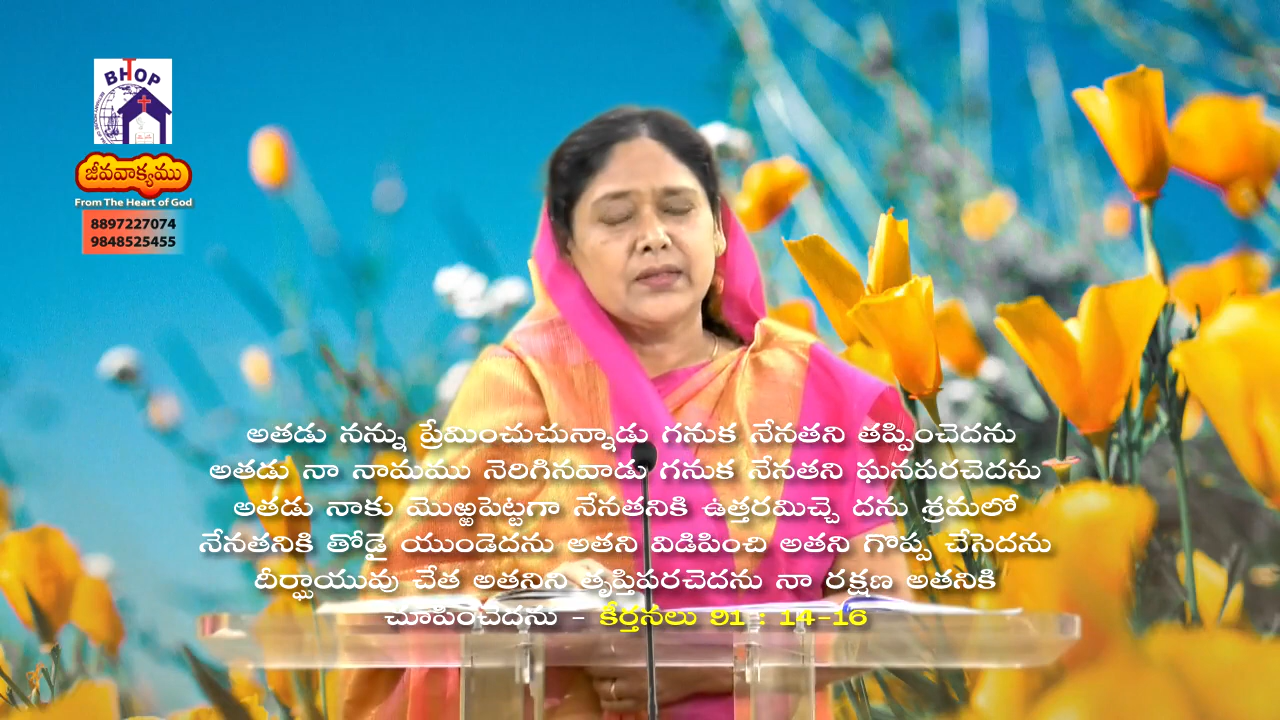 BHOP
జీవవాక్యము
From The Heart of God
8897227074
9848525455
అతడు నన్ను ప్రేమించుచున్నాడు గనుక నేనతని తప్పించెదను
అతడు నా నామము నెరిగినవాడు గనుక నేనతని ఘనపరచెదను
అతడు నాకు మొఱ్ఱపెట్టగా నేనతనికి ఉత్తరమిచ్చె దను శ్రమలో
నేనతనికి తోడై యుండెదను అతని విడిపించి అతని గొప్ప చేసెదను
దీర్ఘాయువు చేత అతనిని తృప్తిపరచెదను నా రక్షణ అతనికి
చూపించెదను - కీర్తనలు 91 : 14-16